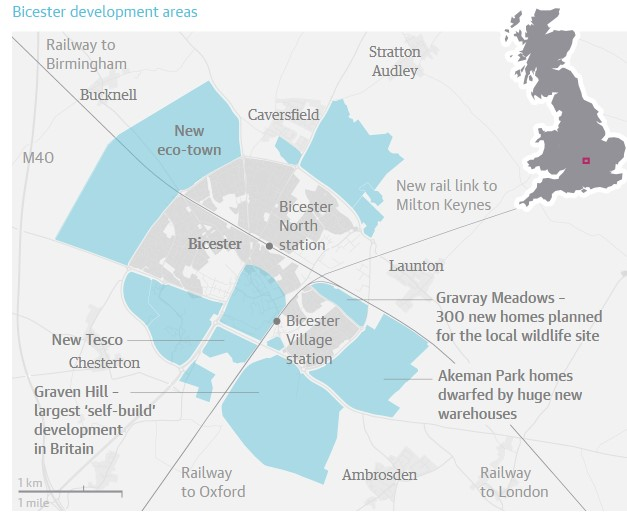 Bicester development areas
Railway to
Birmingham
Stratton
Audley
Bucknell
Caversfield
New
eco-town
M40
New rail link to
Milton Keynes
Bicester
North
station
Bicester
Launton
Gravray Meadows –
300 new homes planned
for the local wildlife site
Bicester
Village
station
New Tesco
Chesterton
Akeman Park homes
dwarfed by huge new
warehouses
Graven Hill –
largest ‘self-build’
development
in Britain
Railway
to Oxford
Ambrosden
Railway
to London
1 km
1 mile